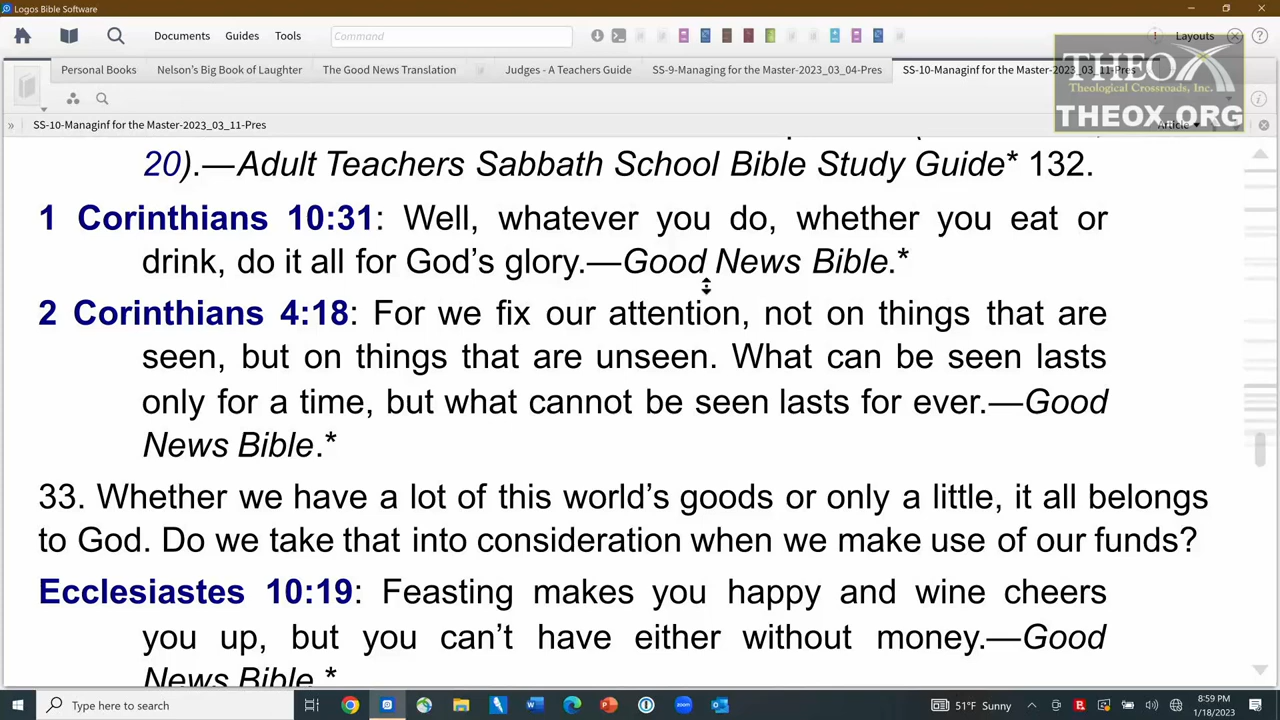 Logos Bible Software
Documents Guides Tools Command Layouts
Personal Books Nelson's Big Book of Laughter The Ga Judges - A Teachers Guide SS-9-Managing for the Master-2023_03_04-Pres SS-10-Managinf for the Master-2023_03_11-Pres
THEOX
Theological Crossroads, Inc.
THEOX.ORG
SS-10-Managinf for the Master-2023_03_11-Pres Article
20).—Adult Teachers Sabbath School Bible Study Guide* 132.
1 Corinthians 10:31: Well, whatever you do, whether you eat or
drink, do it all for God's glory.—Good News Bible.*
2 Corinthians 4:18: For we fix our attention, not on things that are
seen, but on things that are unseen. What can be seen lasts
only for a time, but what cannot be seen lasts for ever.—Good
News Bible.*
33. Whether we have a lot of this world's goods or only a little, it all belongs
to God. Do we take that into consideration when we make use of our funds?
Ecclesiastes 10:19: Feasting makes you happy and wine cheers
you up, but you can't have either without money.—Good
News Bible.*
Type here to search 51°F Sunny 8:59 PM
1/18/2023